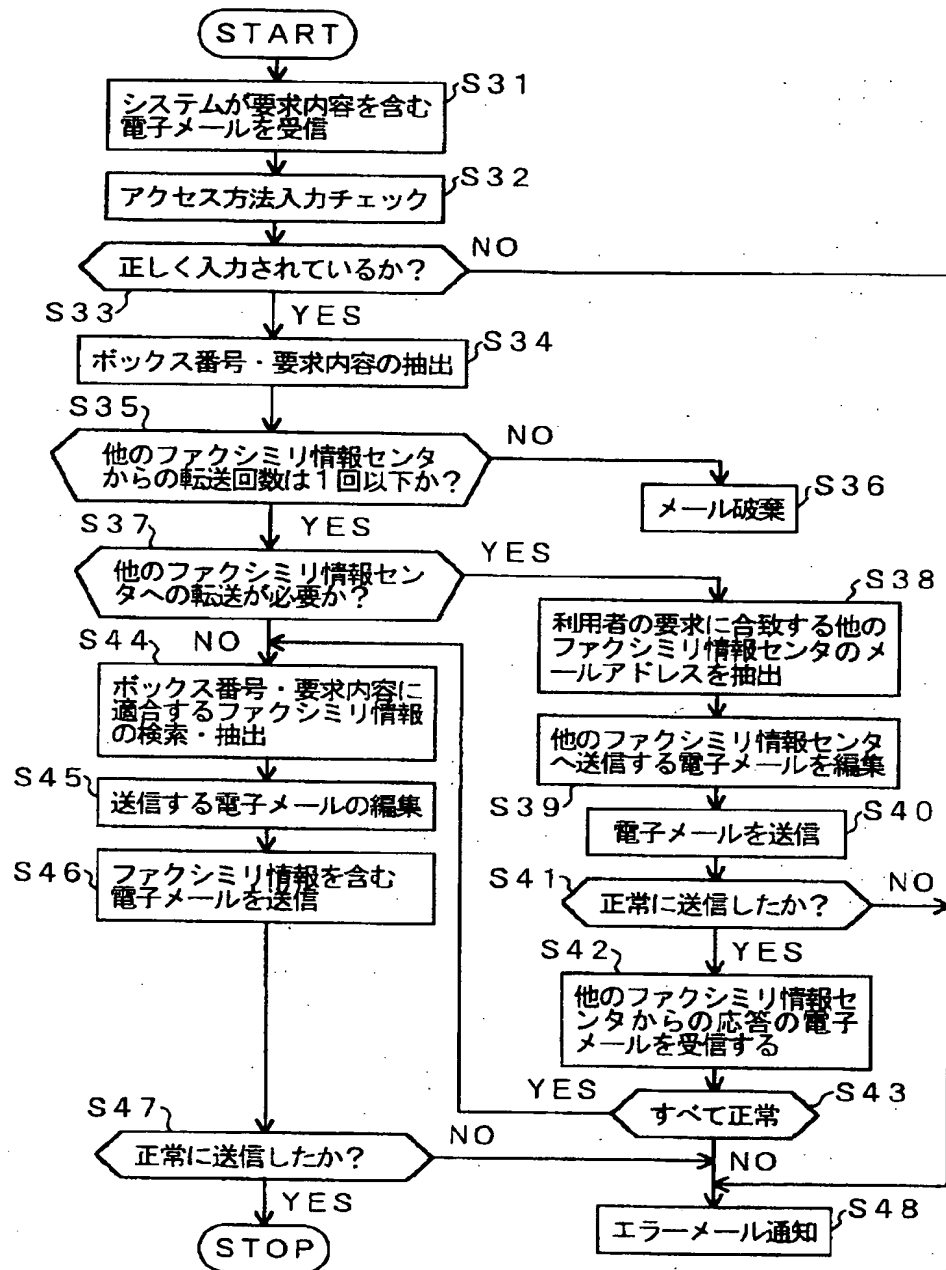 START
S31
システムが要求内容を含む
電子メールを受信
S32
アクセス方法入力チェック
正しく入力されているか?
NO
S33
YES
S34
ボックス番号・要求内容の抽出
S35
他のファクシミリ情報センタ
からの転送回数は1回以下か?
NO
S36
メール破棄
YES
S37
他のファクシミリ情報セン
タへの転送が必要か?
YES
S38
利用者の要求に合致する他の
ファクシミリ情報センタのメ
ールアドレスを抽出
NO
S44
ボックス番号・要求内容に
適合するファクシミリ情報
の検索・抽出
他のファクシミリ情報センタ
へ送信する電子メールを編集
S39
S45
送信する電子メールの編集
S40
電子メールを送信
S46
ファクシミリ情報を含む
電子メールを送信
S41
正常に送信したか?
NO
YES
S42
他のファクシミリ情報セ
ンタからの応答の電子
メールを受信する
YES
S43
すべて正常
NO
S47
正常に送信したか?
NO
YES
S48
エラーメール通知
STOP